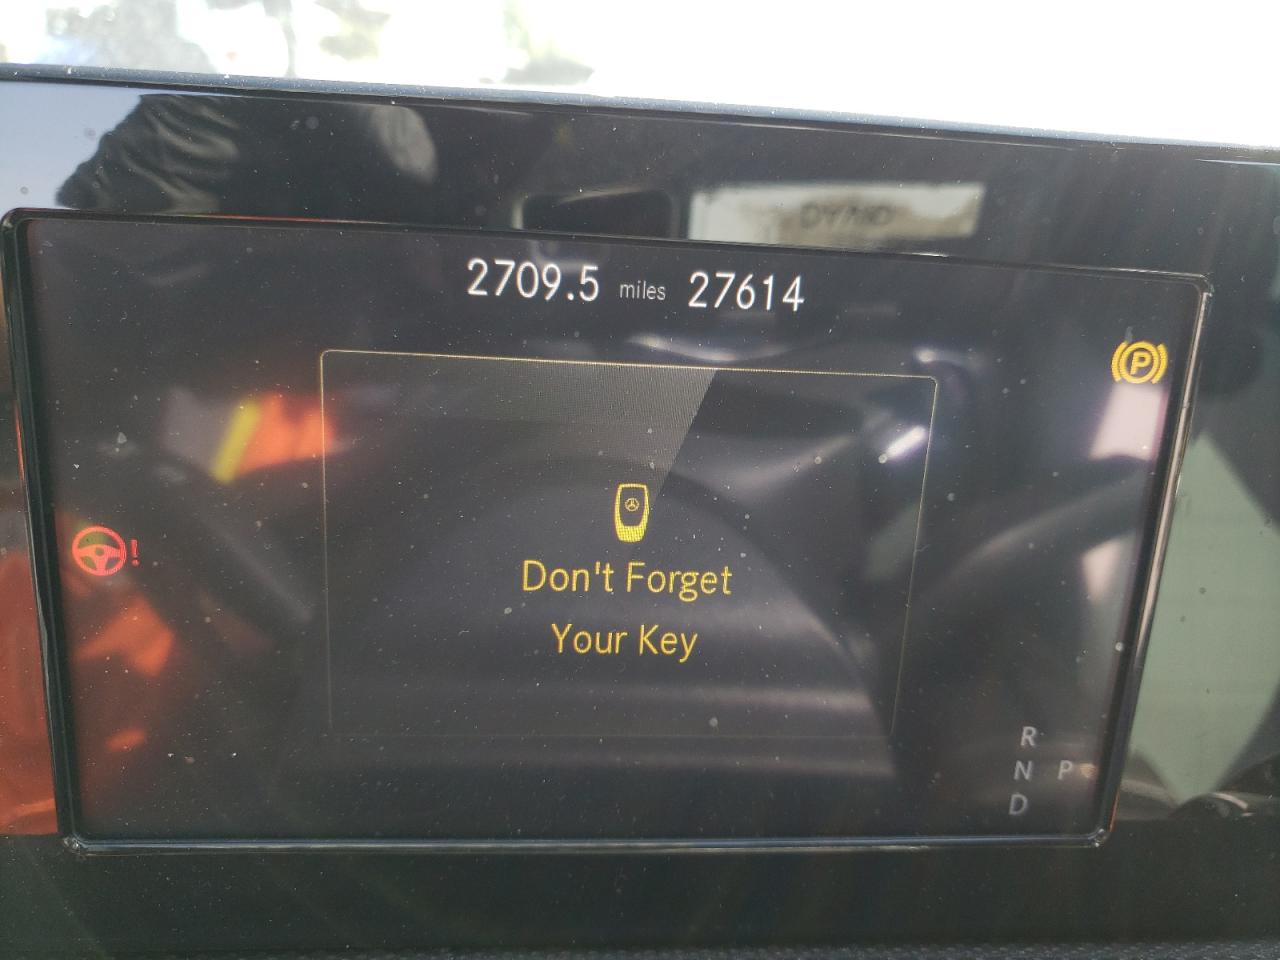 2709.5 miles 27614
P
!
Don't Forget
Your Key
R
N P
D